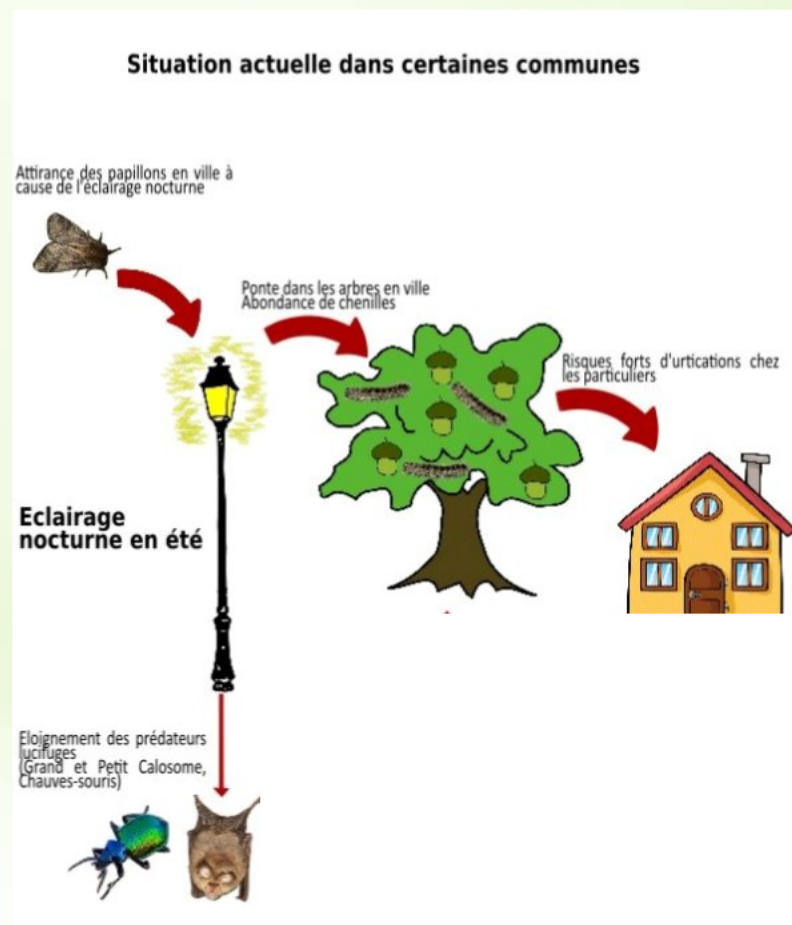 Situation actuelle dans certaines communes
Attirance des papillons en ville à
cause de l'éclairage nocturne
Ponte dans les arbres en ville
Abondance de chenilles
Risques forts d'urtications chez
les particuliers
Eclairage
nocturne en été
Eloignement des prédateurs
lucifuges
(Grand et Petit Calosome,
Chauves-souris)